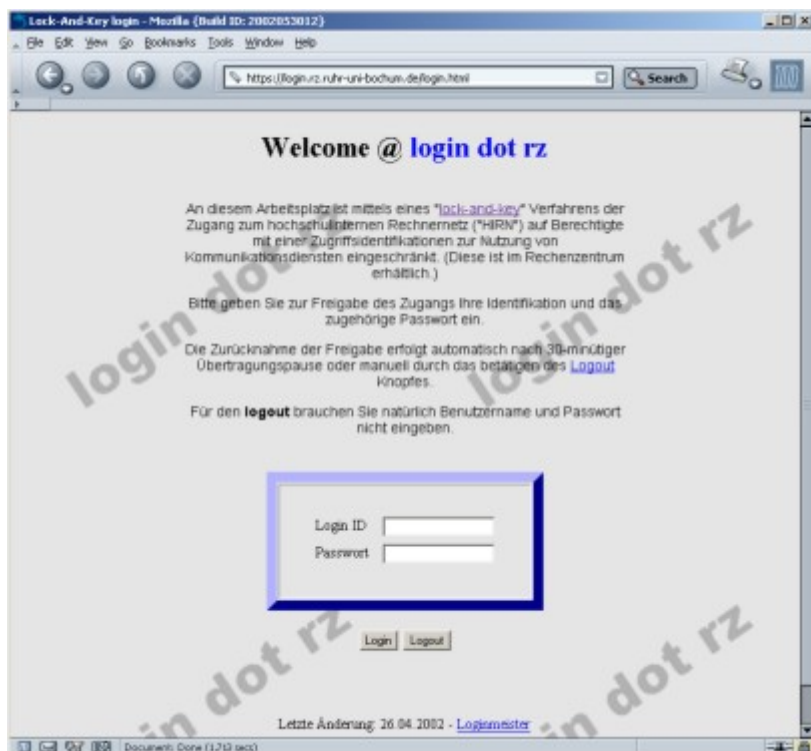 Lock-And-Key login - Mozilla {Build ID: 2002053012}
File Edit View Go Bookmarks Tools Window Help
https://login.rz.ruhr-uni-bochum.de/login.html Search
Welcome @ login dot rz
An diesem Arbeitsplatz ist mittels eines "lock-and-key" Verfahrens der
Zugang zum hochschulinternen Rechnernetz ("HIRN") auf Berechtigte
mit einer Zugriffsidentifikationen zur Nutzung von
Kommunikationsdiensten eingeschränkt. (Diese ist im Rechenzentrum
erhältlich.)
Bitte geben Sie zur Freigabe des Zugangs Ihre Identifikation und das
zugehörige Passwort ein.
Die Zurücknahme der Freigabe erfolgt automatisch nach 30-minütiger
Übertragungspause oder manuell durch das betätigen des Logout
Knopfes.
Für den logout brauchen Sie natürlich Benutzername und Passwort
nicht eingeben.
login dot rz
login dot rz
Login ID
Passwort
Login Logout
login dot rz
login dot rz
Letzte Änderung: 26.04.2002 - Loginmeister
Document: Done (1.713 secs)